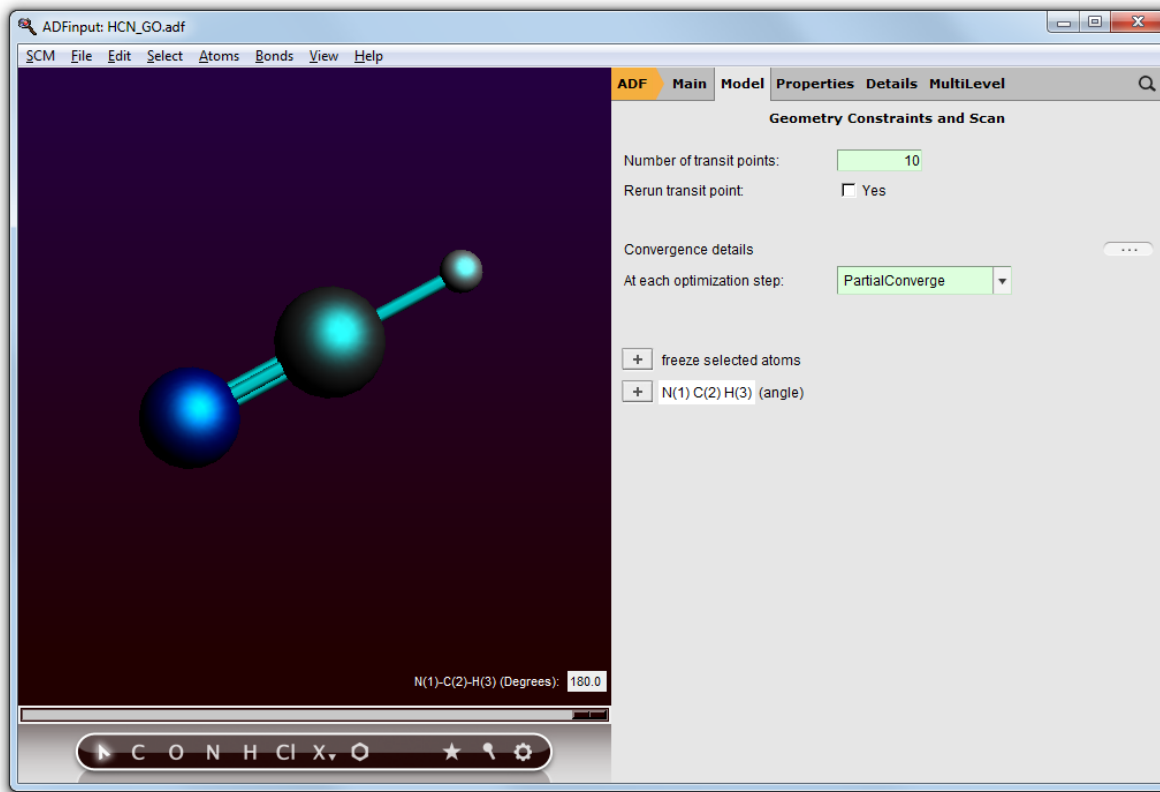 ADFinput: HCN_GO.adf
SCM File Edit Select Atoms Bonds View Help
ADF Main Model Properties Details MultiLevel
Geometry Constraints and Scan
Number of transit points: 10
Rerun transit point: Yes
Convergence details ...
At each optimization step: PartialConverge
+ freeze selected atoms
+ N(1) C(2) H(3) (angle)
N(1)-C(2)-H(3) (Degrees): 180.0
C O N H Cl X